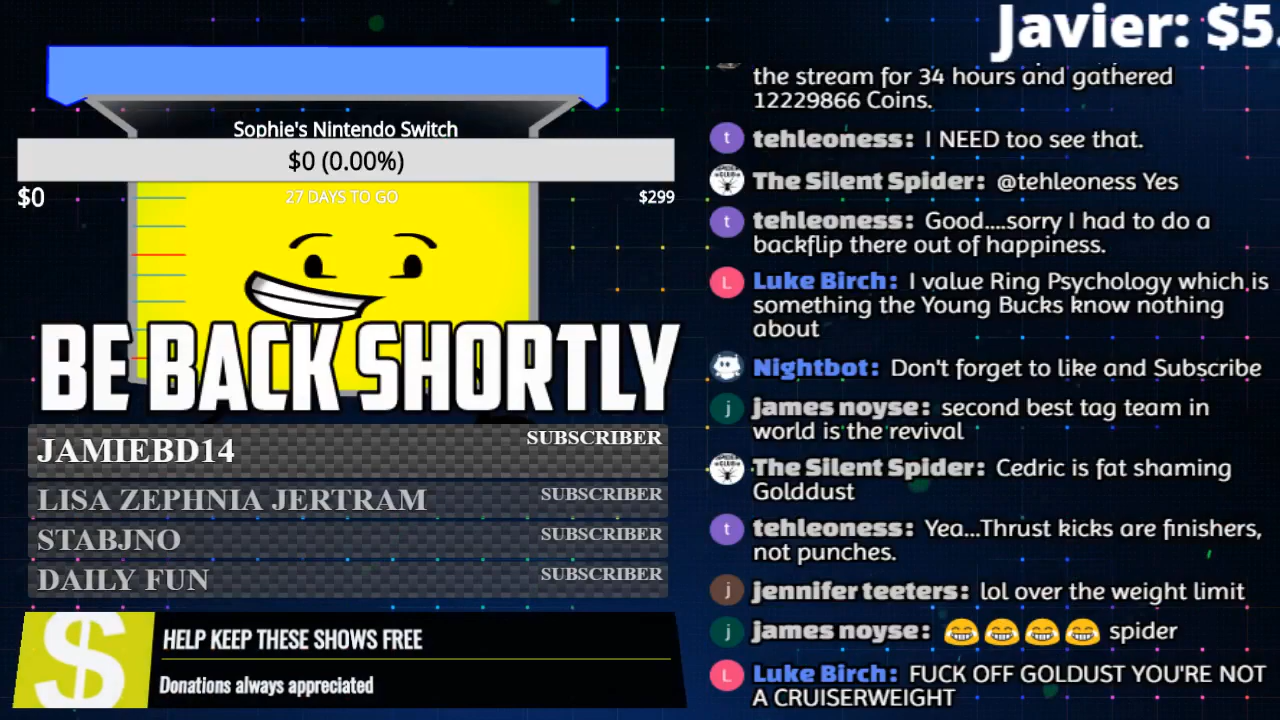 Javier: $5.
the stream for 34 hours and gathered
12229866 Coins.
t tehleoness: I NEED too see that.
The Silent Spider: @tehleoness Yes
t tehleoness: Good....sorry I had to do a
backflip there out of happiness.
L Luke Birch: I value Ring Psychology which is
something the Young Bucks know nothing
about
Nightbot: Don't forget to like and Subscribe
j james noyse: second best tag team in
world is the revival
The Silent Spider: Cedric is fat shaming
Golddust
t tehleoness: Yea...Thrust kicks are finishers,
not punches.
j jennifer teeters: lol over the weight limit
j james noyse: 😂😂😂😂 spider
L Luke Birch: FUCK OFF GOLDUST YOU'RE NOT
A CRUISERWEIGHT
Sophie's Nintendo Switch
$0 (0.00%)
$0 27 DAYS TO GO $299
BE BACK SHORTLY
JAMIEBD14 SUBSCRIBER
LISA ZEPHNIA JERTRAM SUBSCRIBER
STABJNO SUBSCRIBER
DAILY FUN SUBSCRIBER
$ HELP KEEP THESE SHOWS FREE
Donations always appreciated